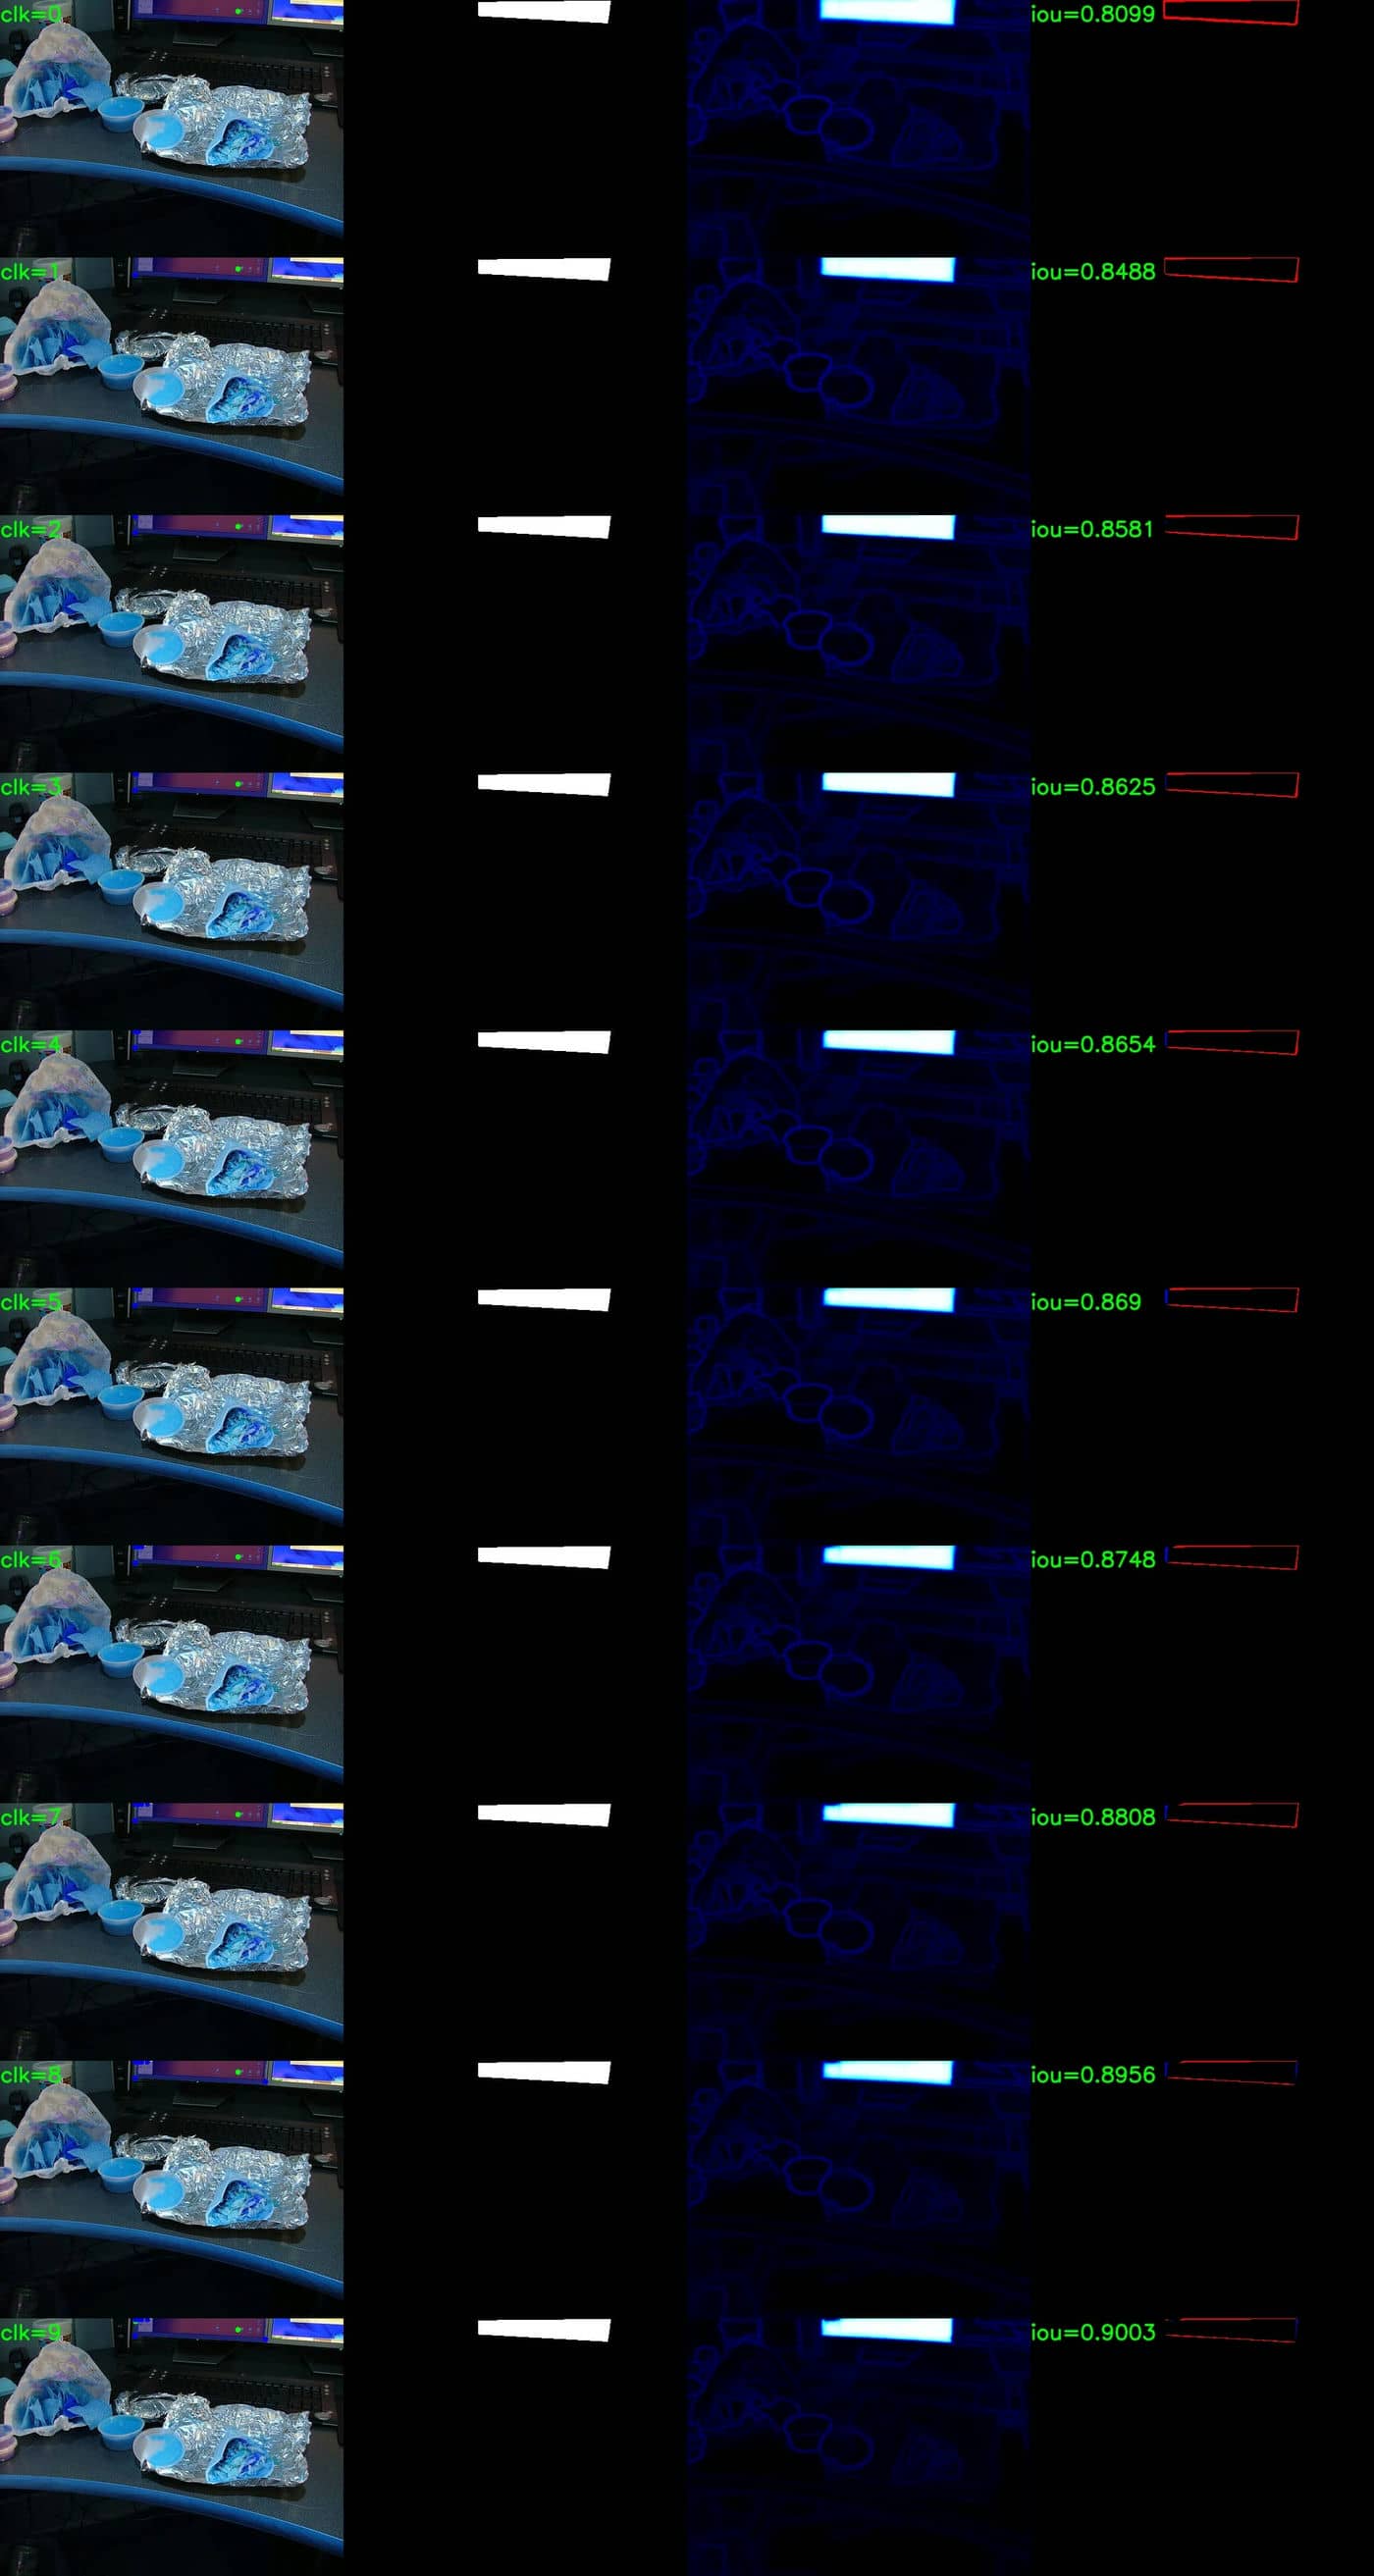 clk=0 iou=0.8099
clk=1 iou=0.8488
clk=2 iou=0.8581
clk=3 iou=0.8625
clk=4 iou=0.8654
clk=5 iou=0.869
clk=6 iou=0.8748
clk=7 iou=0.8808
clk=8 iou=0.8956
clk=9 iou=0.9003